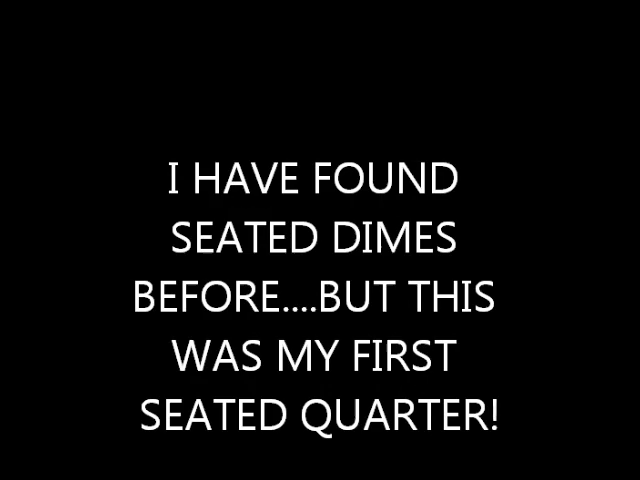 I HAVE FOUND
SEATED DIMES
BEFORE....BUT THIS
WAS MY FIRST
SEATED QUARTER!